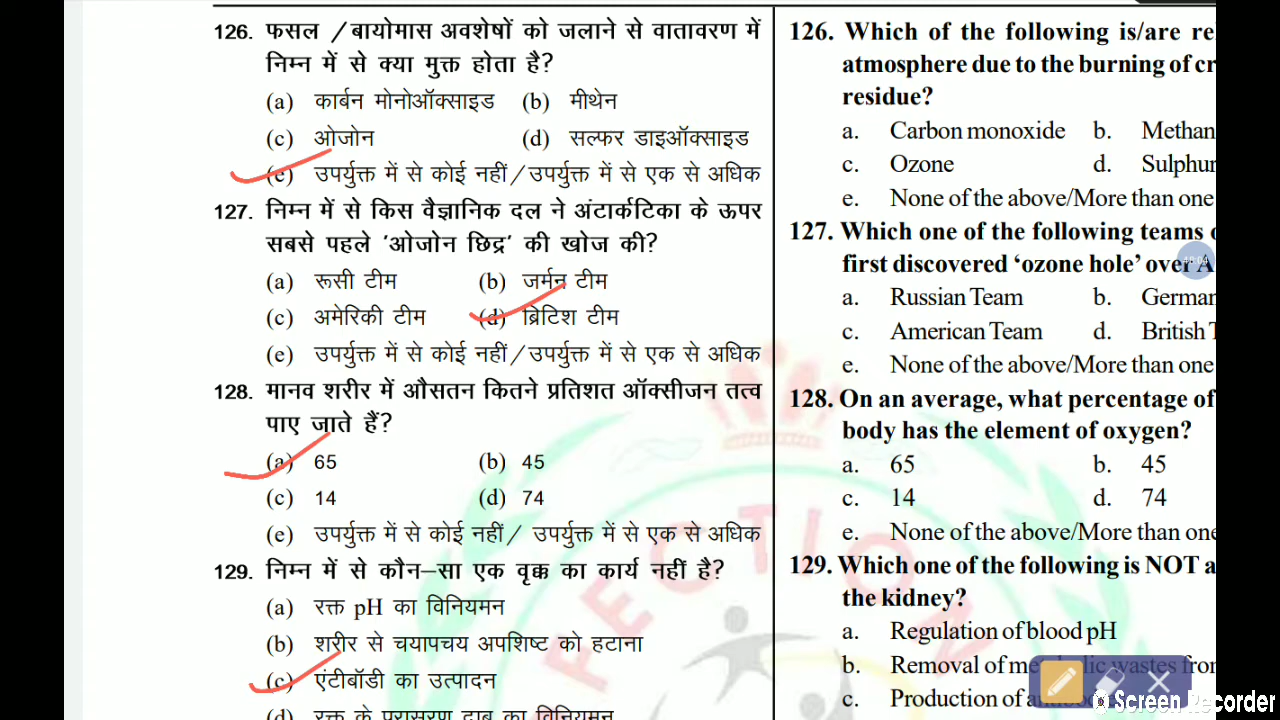 126. फसल / बायोमास अवशेषों को जलाने से वातावरण में
निम्न में से क्या मुक्त होता है?
(a) कार्बन मोनोऑक्साइड (b) मीथेन
(c) ओजोन (d) सल्फर डाइऑक्साइड
(e) उपर्युक्त में से कोई नहीं/उपर्युक्त में से एक से अधिक
127. निम्न में से किस वैज्ञानिक दल ने अंटार्कटिका के ऊपर
सबसे पहले 'ओजोन छिद्र' की खोज की?
(a) रूसी टीम (b) जर्मन टीम
(c) अमेरिकी टीम (d) ब्रिटिश टीम
(e) उपर्युक्त में से कोई नहीं/उपर्युक्त में से एक से अधिक
128. मानव शरीर में औसतन कितने प्रतिशत ऑक्सीजन तत्व
पाए जाते हैं?
(a) 65 (b) 45
(c) 14 (d) 74
(e) उपर्युक्त में से कोई नहीं/ उपर्युक्त में से एक से अधिक
129. निम्न में से कौन–सा एक वृक्क का कार्य नहीं है?
(a) रक्त pH का विनियमन
(b) शरीर से चयापचय अपशिष्ट को हटाना
(c) एंटीबॉडी का उत्पादन
(d) रक्त के परासरण दाब का विनियमन
126. Which of the following is/are re
atmosphere due to the burning of cr
residue?
a. Carbon monoxide b. Methan
c. Ozone d. Sulphur
e. None of the above/More than one
127. Which one of the following teams
first discovered 'ozone hole' over A
a. Russian Team b. German
c. American Team d. British T
e. None of the above/More than one
128. On an average, what percentage of
body has the element of oxygen?
a. 65 b. 45
c. 14 d. 74
e. None of the above/More than one
129. Which one of the following is NOT a
the kidney?
a. Regulation of blood pH
b. Removal of metabolic wastes from
c. Production of
FECTION
Screen Recorder